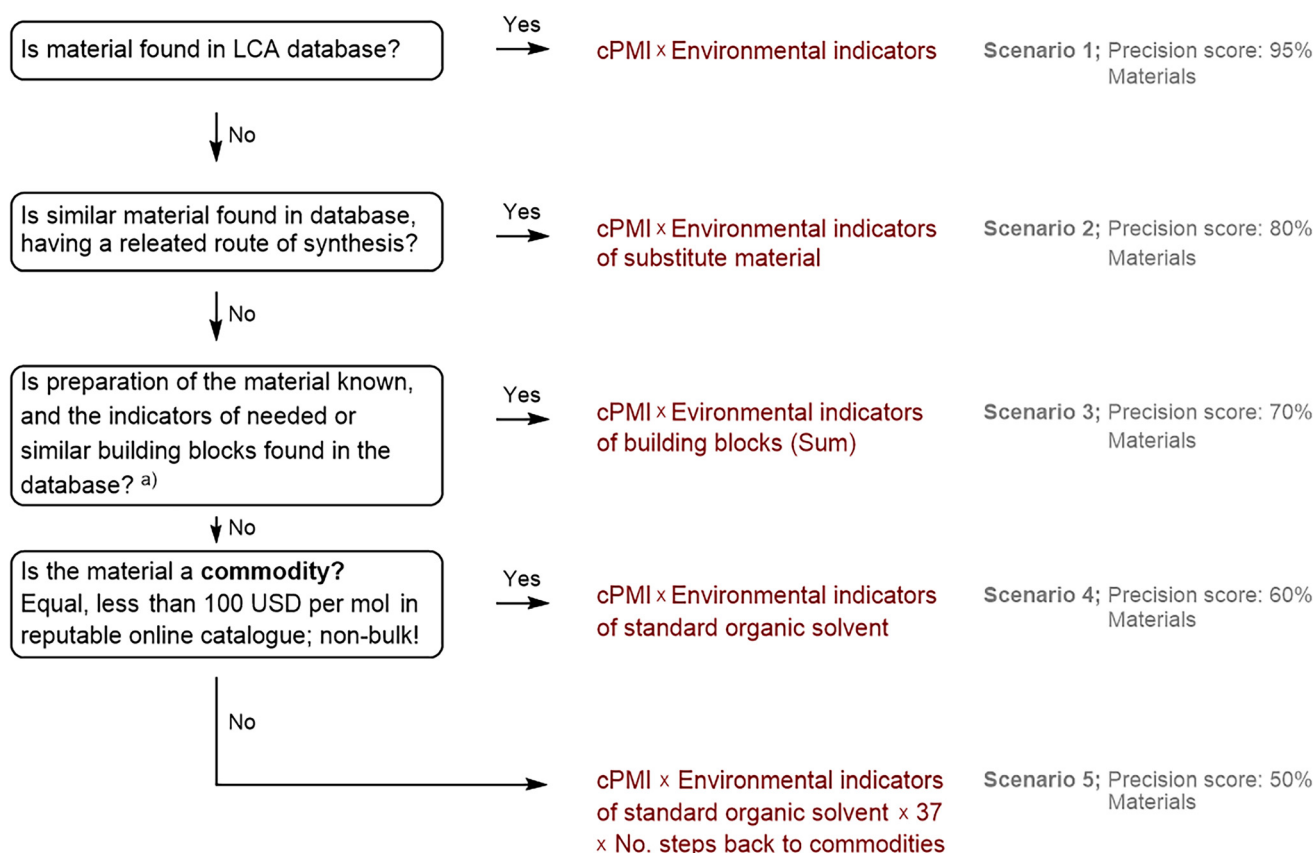 Is material found in LCA database?
Yes
cPMI x Environmental indicators
Scenario 1; Precision score: 95%
Materials
No
Is similar material found in database,
having a releated route of synthesis?
Yes
cPMI x Environmental indicators
of substitute material
Scenario 2; Precision score: 80%
Materials
No
Is preparation of the material known,
and the indicators of needed or
similar building blocks found in the
database? a)
Yes
cPMI x Evironmental indicators
of building blocks (Sum)
Scenario 3; Precision score: 70%
Materials
No
Is the material a commodity?
Equal, less than 100 USD per mol in
reputable online catalogue; non-bulk!
Yes
cPMI x Environmental indicators
of standard organic solvent
Scenario 4; Precision score: 60%
Materials
No
cPMI x Environmental indicators
of standard organic solvent x 37
x No. steps back to commodities
Scenario 5; Precision score: 50%
Materials